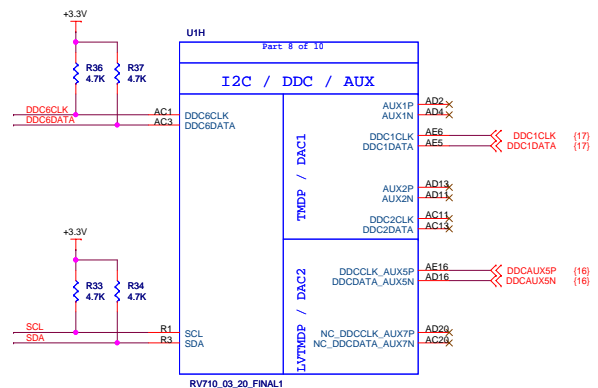 +3.3V
U1H
Part 8 of 10
R36
4.7K
R37
4.7K
I2C / DDC / AUX
DDC6CLK
DDC6DATA
AC1
AC3
DDC6CLK
DDC6DATA
TMDP / DAC1
AUX1P
AUX1N
AD2
AD4
DDC1CLK
DDC1DATA
AE6
AE5
DDC1CLK {17}
DDC1DATA {17}
AUX2P
AUX2N
AD13
AD11
DDC2CLK
DDC2DATA
AC11
AC13
+3.3V
R33
4.7K
R34
4.7K
LVTMDP / DAC2
DDCCLK_AUX5P
DDCDATA_AUX5N
AE16
AD16
DDCAUX5P {16}
DDCAUX5N {16}
SCL
SDA
R1
R3
SCL
SDA
NC_DDCCLK_AUX7P
NC_DDCDATA_AUX7N
AD20
AC20
RV710_03_20_FINAL1